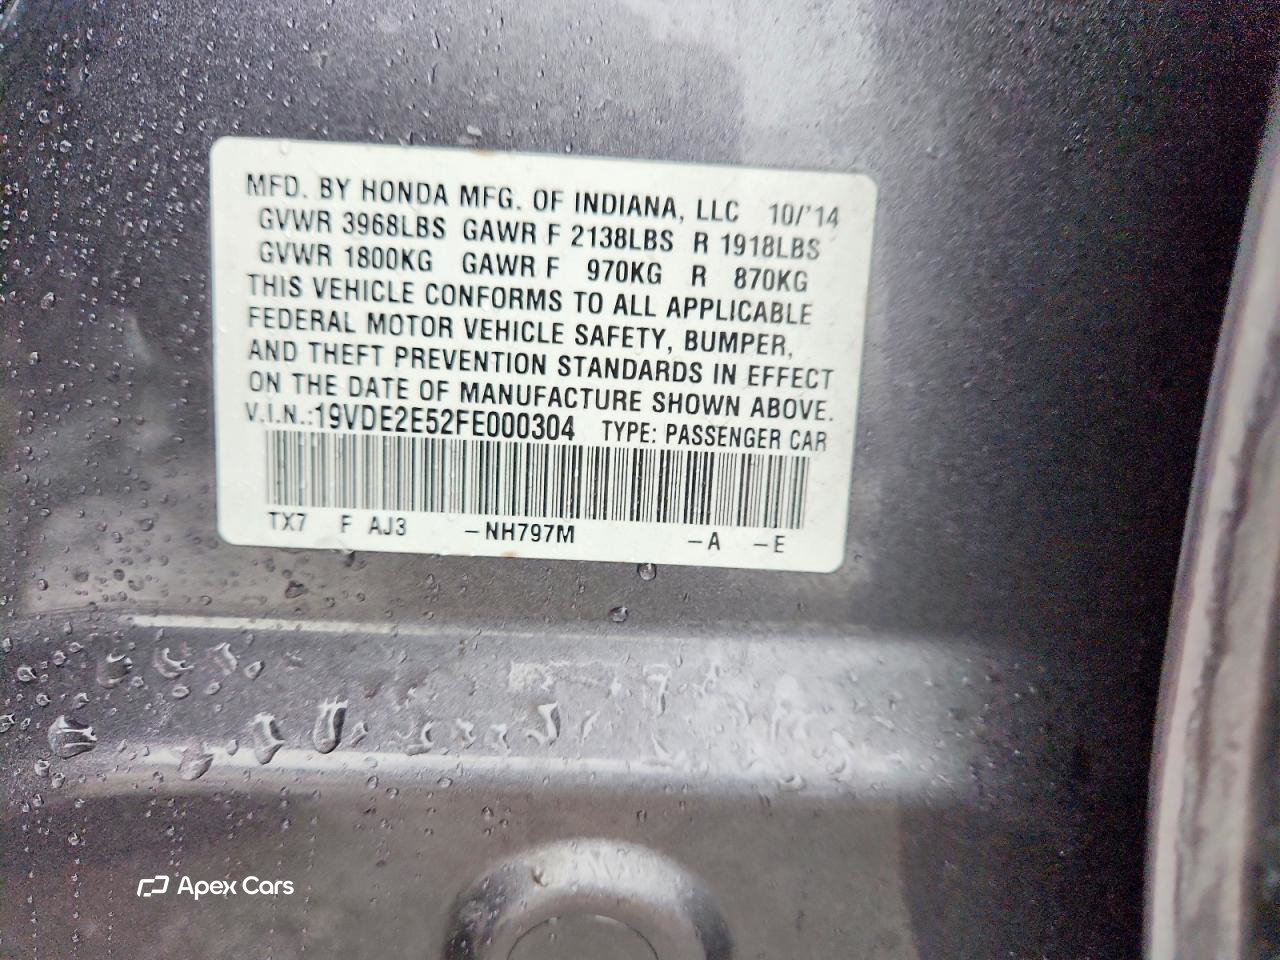 MFD. BY HONDA MFG. OF INDIANA, LLC 10/'14
GVWR 3968LBS GAWR F 2138LBS R 1918LBS
GVWR 1800KG GAWR F 970KG R 870KG
THIS VEHICLE CONFORMS TO ALL APPLICABLE
FEDERAL MOTOR VEHICLE SAFETY, BUMPER,
AND THEFT PREVENTION STANDARDS IN EFFECT
ON THE DATE OF MANUFACTURE SHOWN ABOVE.
V.I.N.:19VDE2E52FE000304 TYPE: PASSENGER CAR
TX7 F AJ3 -NH797M -A -E
Apex Cars